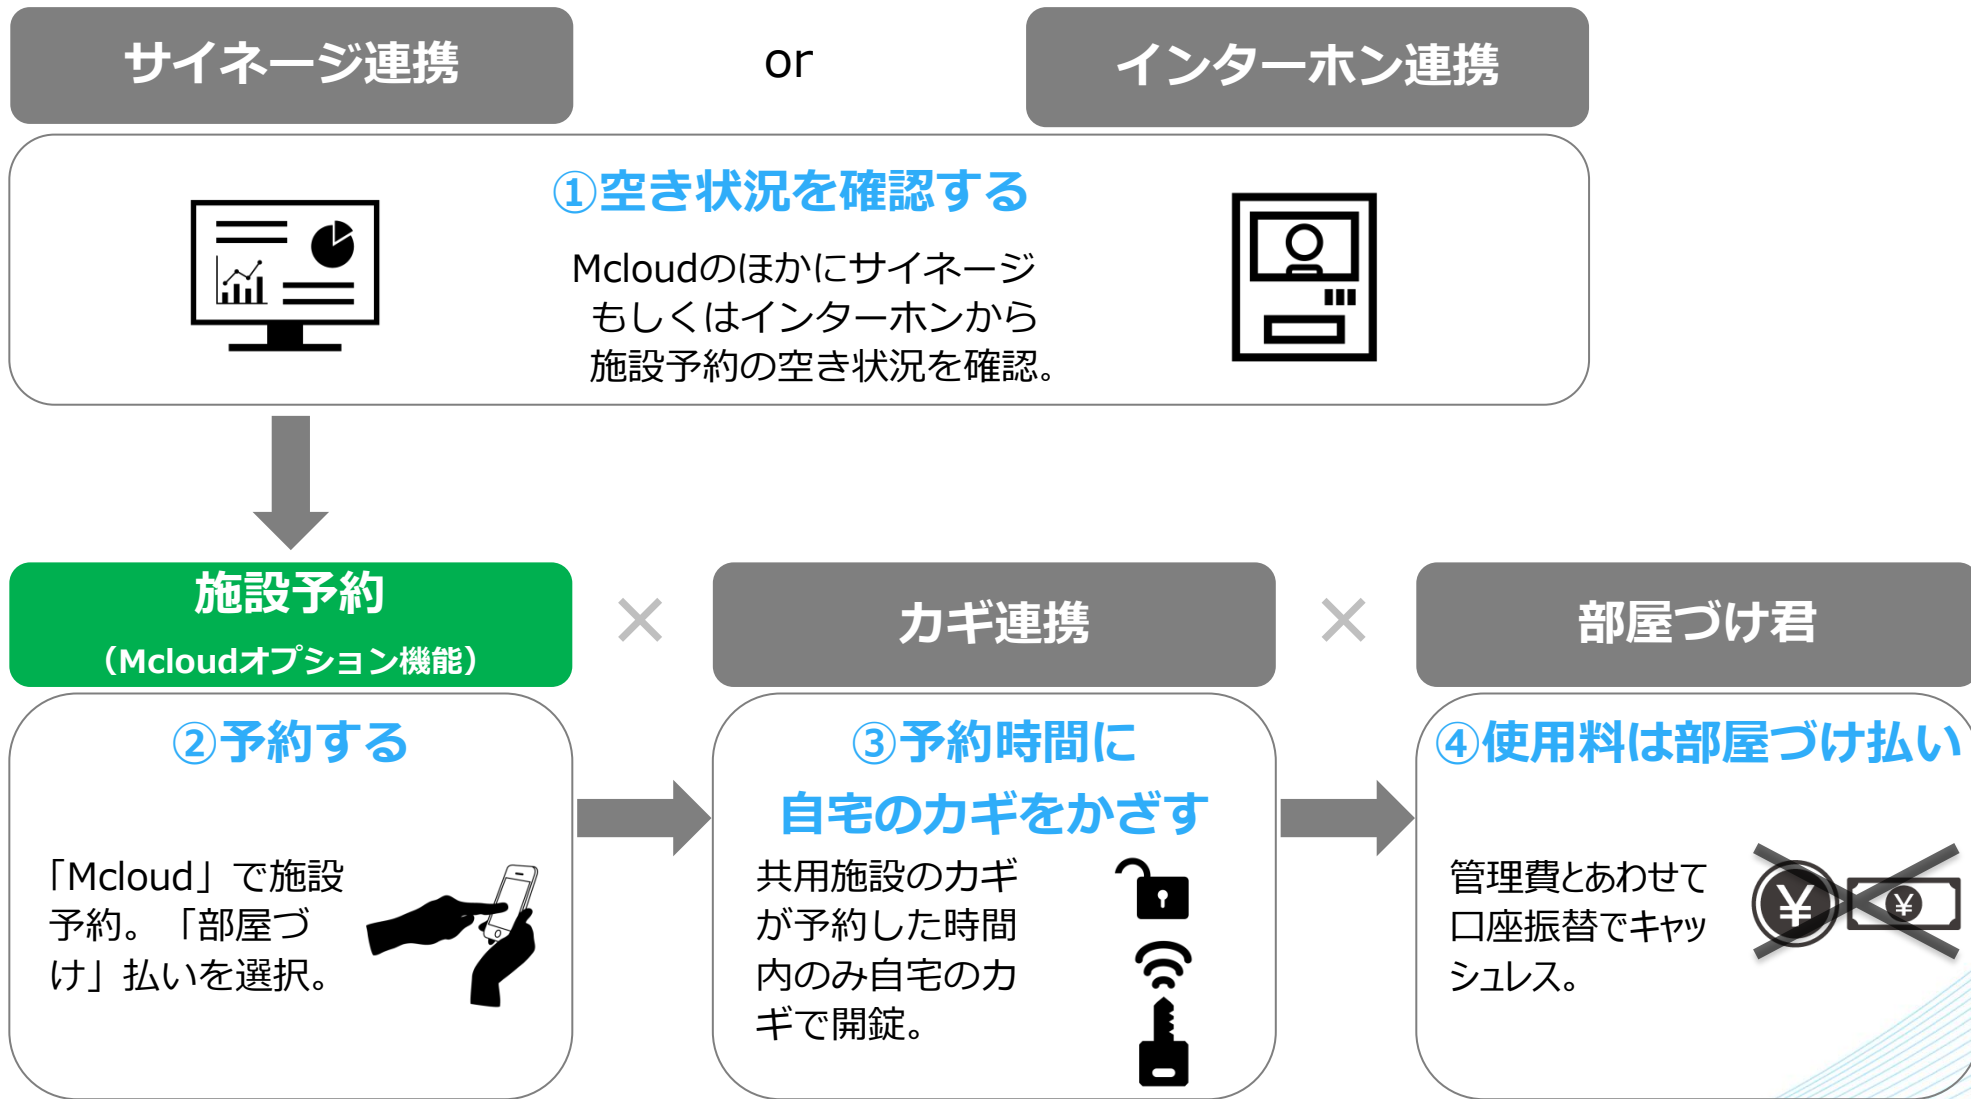 サイネージ連携
or
インターホン連携
①空き状況を確認する
Mcloudのほかにサイネージ
もしくはインターホンから
施設予約の空き状況を確認。
施設予約
（Mcloudオプション機能）
×
カギ連携
×
部屋づけ君
②予約する
「Mcloud」で施設
予約。「部屋づ
け」払いを選択。
③予約時間に
自宅のカギをかざす
共用施設のカギ
が予約した時間
内のみ自宅のカ
ギで開錠。
④使用料は部屋づけ払い
管理費とあわせて
口座振替でキャッ
シュレス。
¥
¥